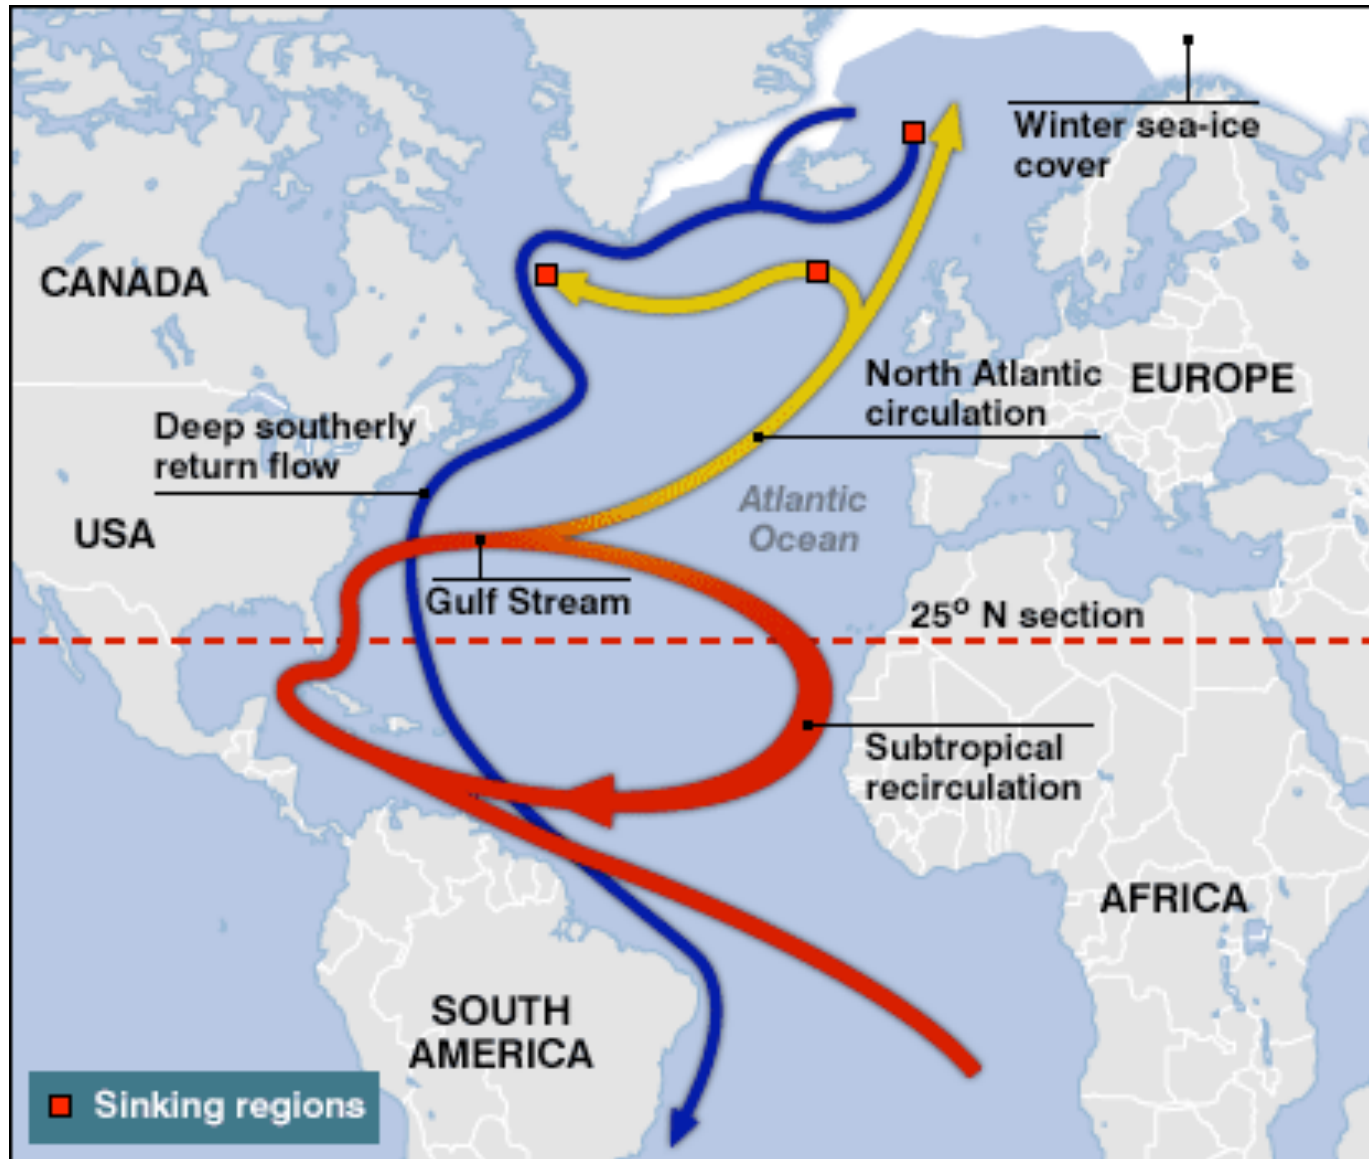 Winter sea-ice
cover
CANADA
North Atlantic
circulation
EUROPE
Deep southerly
return flow
Atlantic
Ocean
USA
Gulf Stream
25º N section
Subtropical
recirculation
AFRICA
SOUTH
AMERICA
Sinking regions